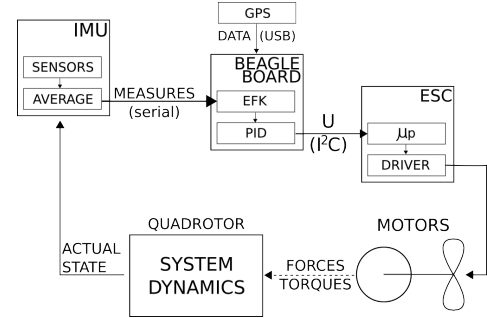 GPS
DATA (USB)
IMU
SENSORS
AVERAGE
MEASURES
(serial)
BEAGLE
BOARD
EFK
PID
U
(I²C)
ESC
µp
DRIVER
MOTORS
FORCES
TORQUES
QUADROTOR
SYSTEM
DYNAMICS
ACTUAL
STATE